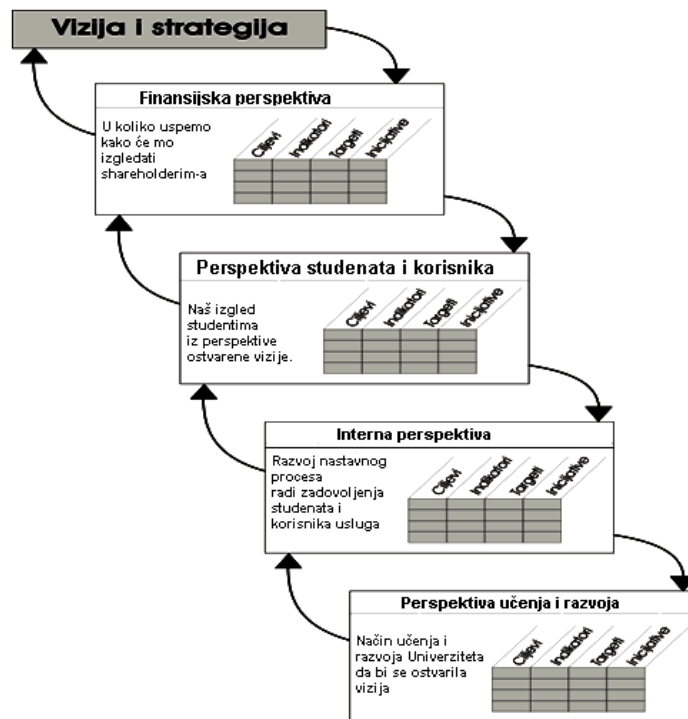 Vizija i strategija
Finansijska perspektiva
U koliko uspemo
kako će mo
izgledati
shareholderim-a
Ciljevi
Indikatori
Targeti
Inicijative
Perspektiva studenata i korisnika
Naš izgled
studentima
iz perspektive
ostvarene vizije.
Ciljevi
Indikatori
Targeti
Inicijative
Interna perspektiva
Razvoj nastavnog
procesa
radi zadovoljenja
studenata i
korisnika usluga
Ciljevi
Indikatori
Targeti
Inicijative
Perspektiva učenja i razvoja
Način učenja i
razvoja Univerziteta
da bi se ostvarila
vizija
Ciljevi
Indikatori
Targeti
Inicijative